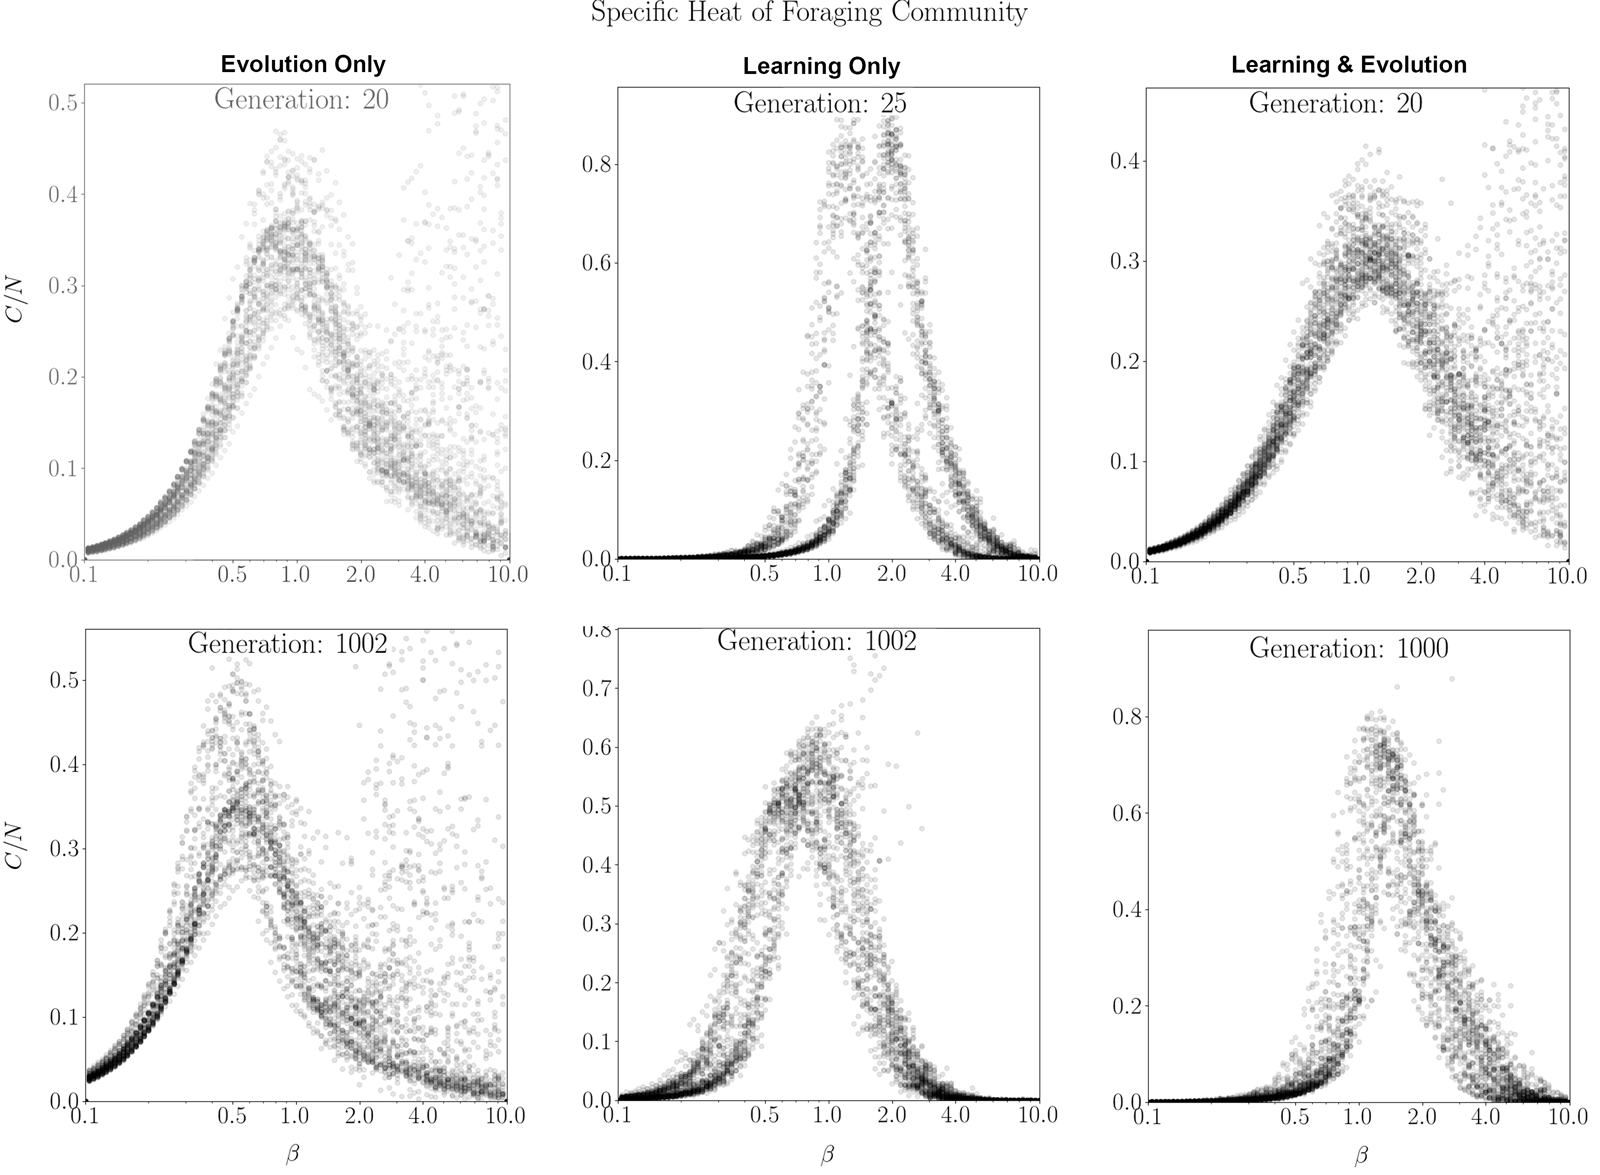 Specific Heat of Foraging Community
Evolution Only
Learning Only
Learning & Evolution
Generation: 20
Generation: 25
Generation: 20
C/N
0.5
0.4
0.3
0.2
0.1
0.0
0.1 0.5 1.0 2.0 4.0 10.0
0.8
0.6
0.4
0.2
0.0
0.1 0.5 1.0 2.0 4.0 10.0
0.4
0.3
0.2
0.1
0.0
0.1 0.5 1.0 2.0 4.0 10.0
Generation: 1002
Generation: 1002
Generation: 1000
C/N
0.5
0.4
0.3
0.2
0.1
0.0
0.1 0.5 1.0 2.0 4.0 10.0
β
0.8
0.7
0.6
0.5
0.4
0.3
0.2
0.1
0.0
0.1 0.5 1.0 2.0 4.0 10.0
β
0.8
0.6
0.4
0.2
0.0
0.1 0.5 1.0 2.0 4.0 10.0
β